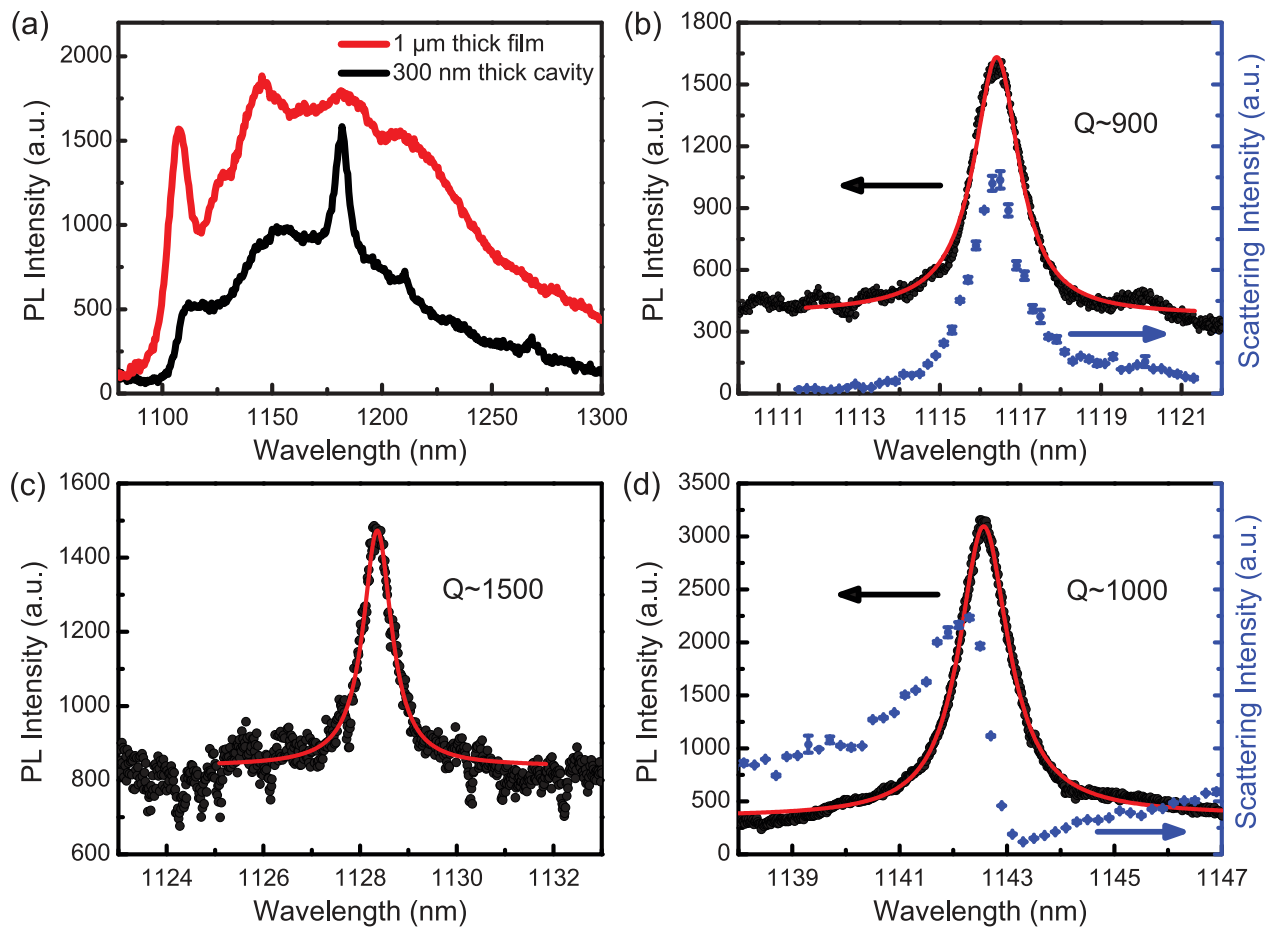 (a)
PL Intensity (a.u.)
2000
1500
1000
500
0
1 µm thick film
300 nm thick cavity
1100 1150 1200 1250 1300
Wavelength (nm)
(b)
PL Intensity (a.u.)
1800
1500
1200
900
600
300
0
Q~900
Scattering Intensity (a.u.)
1111 1113 1115 1117 1119 1121
Wavelength (nm)
(c)
PL Intensity (a.u.)
1600
1400
1200
1000
800
600
Q~1500
1124 1126 1128 1130 1132
Wavelength (nm)
(d)
PL Intensity (a.u.)
3500
3000
2500
2000
1500
1000
500
0
Q~1000
Scattering Intensity (a.u.)
1139 1141 1143 1145 1147
Wavelength (nm)